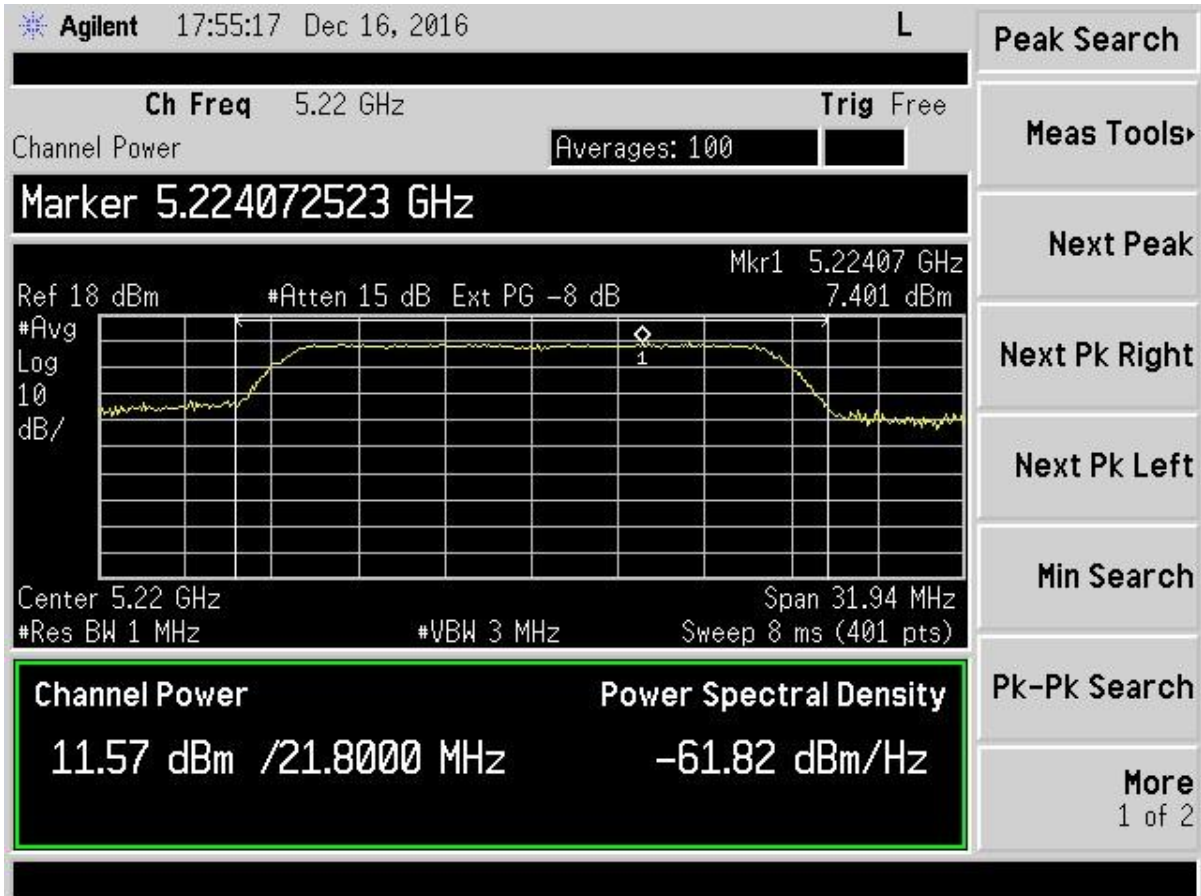 Agilent 17:55:17 Dec 16, 2016 L
Ch Freq 5.22 GHz Trig Free
Channel Power Averages: 100
Marker 5.224072523 GHz
Mkr1 5.22407 GHz
Ref 18 dBm #Atten 15 dB Ext PG -8 dB 7.401 dBm
#Avg
Log
10
dB/
1
Center 5.22 GHz Span 31.94 MHz
#Res BW 1 MHz #VBW 3 MHz Sweep 8 ms (401 pts)
Channel Power Power Spectral Density
11.57 dBm /21.8000 MHz -61.82 dBm/Hz
Peak Search
Meas Tools
Next Peak
Next Pk Right
Next Pk Left
Min Search
Pk-Pk Search
More
1 of 2